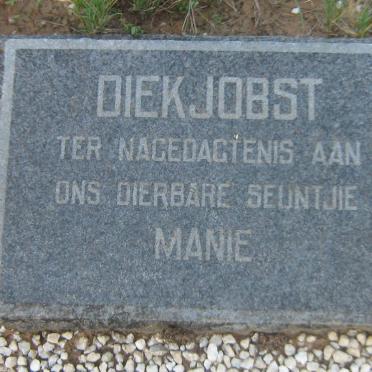 DIEKJOBST
TER NAGEDAGTENIS AAN
ONS DIERBARE SEUNTJIE
MANIE